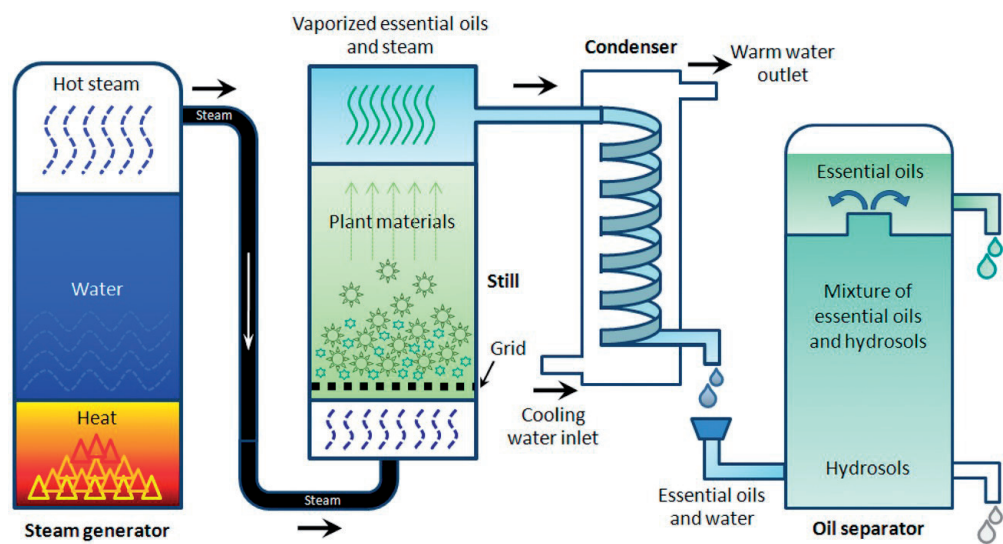 Vaporized essential oils
and steam
Condenser
Warm water
outlet
Hot steam
Steam
Essential oils
Plant materials
Still
Water
Mixture of
essential oils
and hydrosols
Grid
Heat
Cooling
water inlet
Hydrosols
Steam
Essential oils
and water
Steam generator
Oil separator